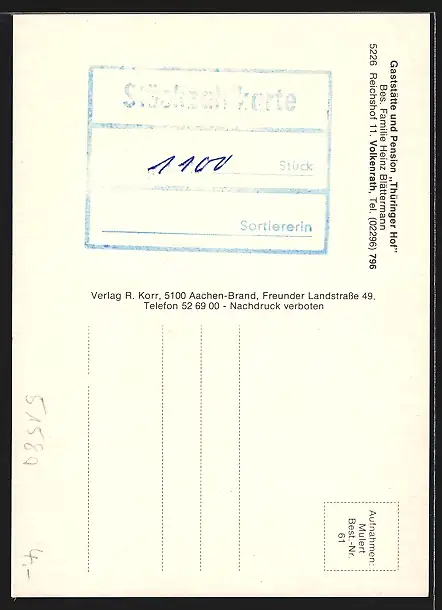 Gaststätte und Pension „Thüringer Hof"
Bes. Familie Heinz Blättermann
5226 Reichshof 11, Volkenrath, Tel. (02296) 796
Stückzahlkarte
1100 Stück
Sortiererin
Verlag R. Korr, 5100 Aachen-Brand, Freunder Landstraße 49,
Telefon 52 69 00 - Nachdruck verboten
Aufnahmen:
Mulert
Best.-Nr.
61
51580
4,-